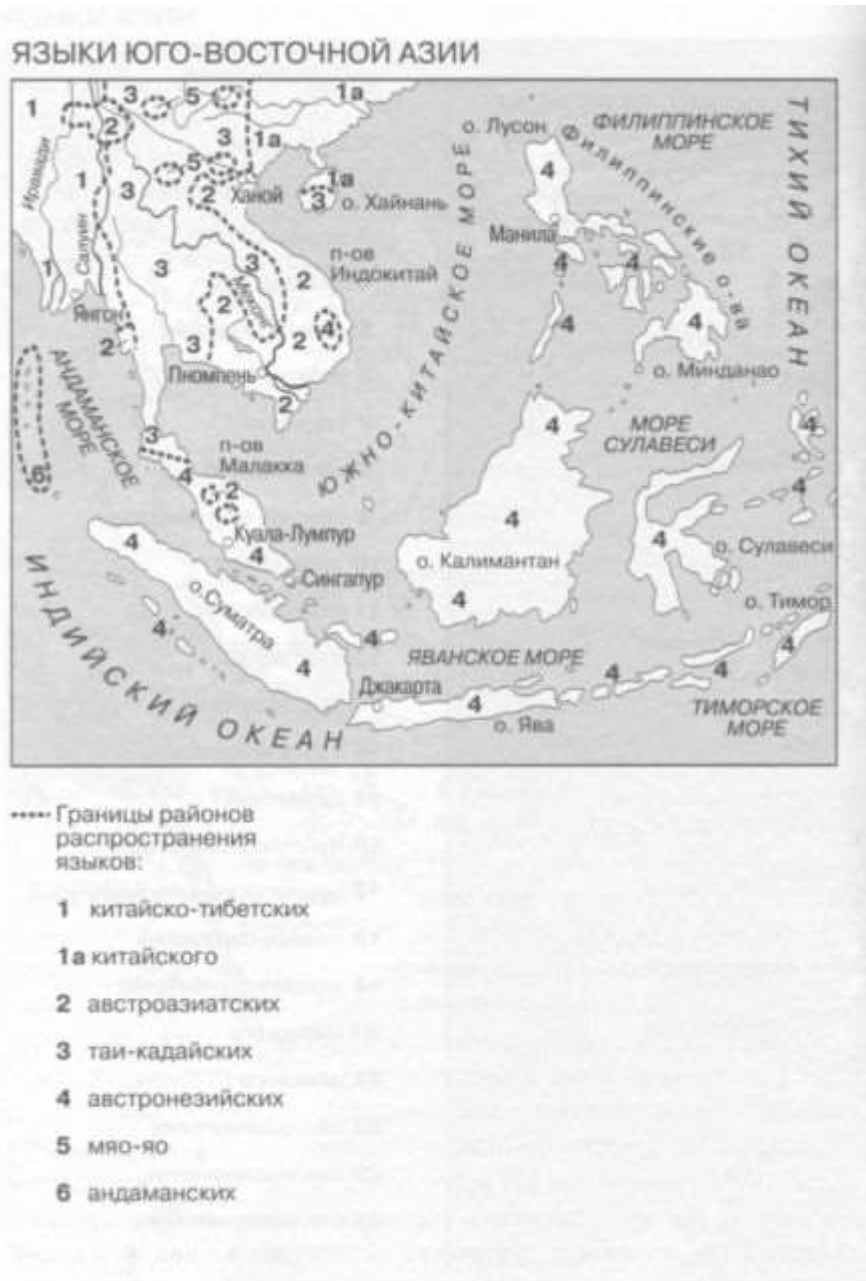 ЯЗЫКИ ЮГО-ВОСТОЧНОЙ АЗИИ
1
3
5
1а
2
3
1а
1
5
2
Ханой
1а
3
о. Хайнань
Иравади
Салуин
3
п-ов
Индокитай
2
3
3
Меконг
2
4
2
1
Янгон
2
3
Пномпень
2
АНДАМАНСКОЕ
МОРЕ
6
3
4
п-ов
Малакка
2
Куала-Лумпур
4
Сингапур
ЮЖНО-КИТАЙСКОЕ МОРЕ
о. Лусон
4
Манила
4
4
4
4
ФИЛИППИНСКОЕ
МОРЕ
Филиппинские о-ва
ТИХИЙ ОКЕАН
о. Минданао
МОРЕ
СУЛАВЕСИ
4
4
4
4
4
о. Калимантан
4
4
о. Сулавеси
о. Тимор
4
о. Суматра
4
4
4
4
ЯВАНСКОЕ МОРЕ
Джакарта
4
о. Ява
4
4
ТИМОРСКОЕ
МОРЕ
ИНДИЙСКИЙ ОКЕАН
Границы районов
распространения
языков:
1 китайско-тибетских
1а китайского
2 австроазиатских
3 таи-кадайских
4 австронезийских
5 мяо-яо
6 андаманских